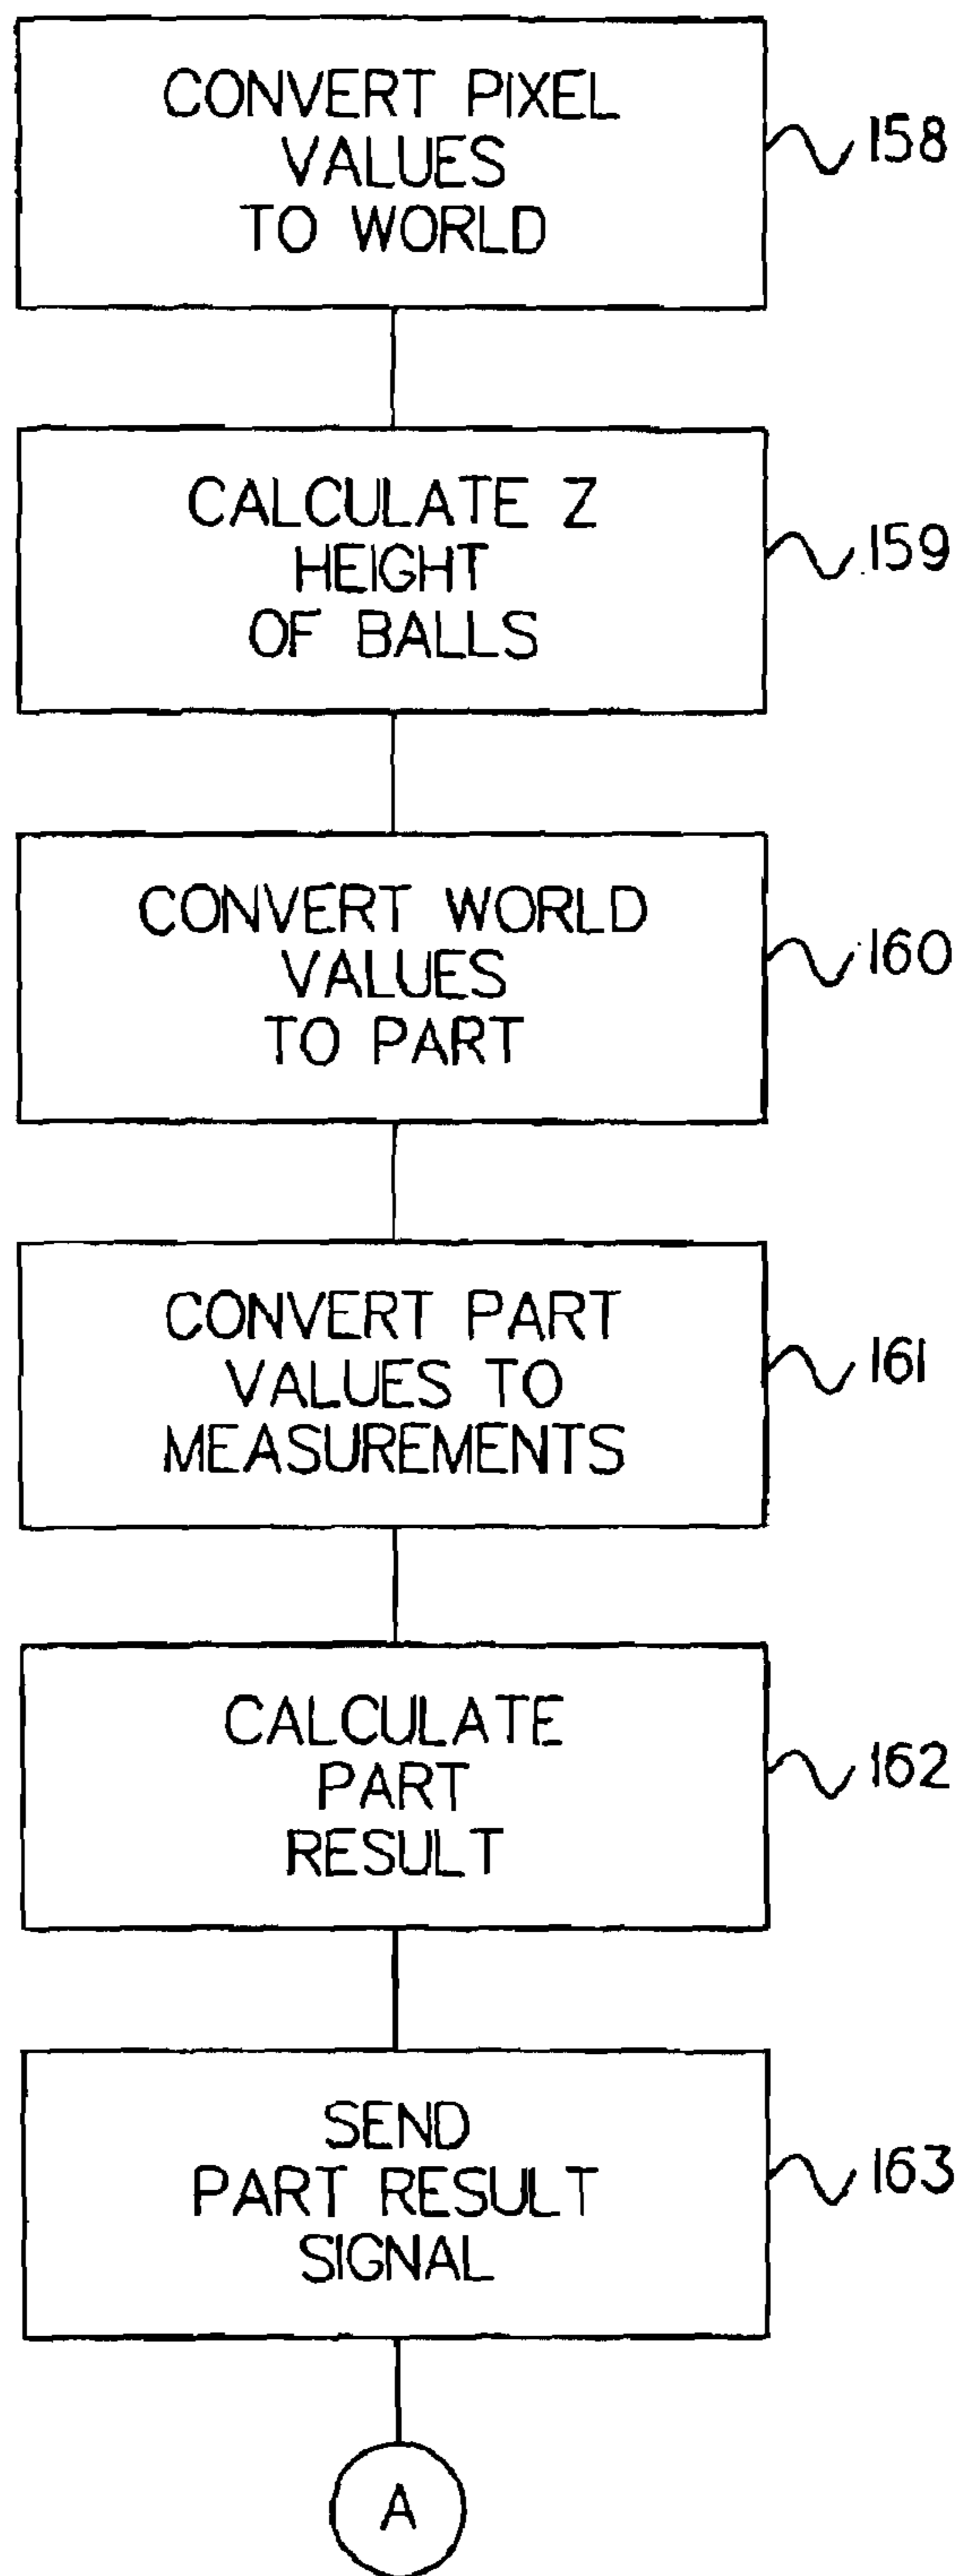 CONVERT PIXEL
VALUES
TO WORLD
158
CALCULATE Z
HEIGHT
OF BALLS
159
CONVERT WORLD
VALUES
TO PART
160
CONVERT PART
VALUES TO
MEASUREMENTS
161
CALCULATE
PART
RESULT
162
SEND
PART RESULT
SIGNAL
163
A